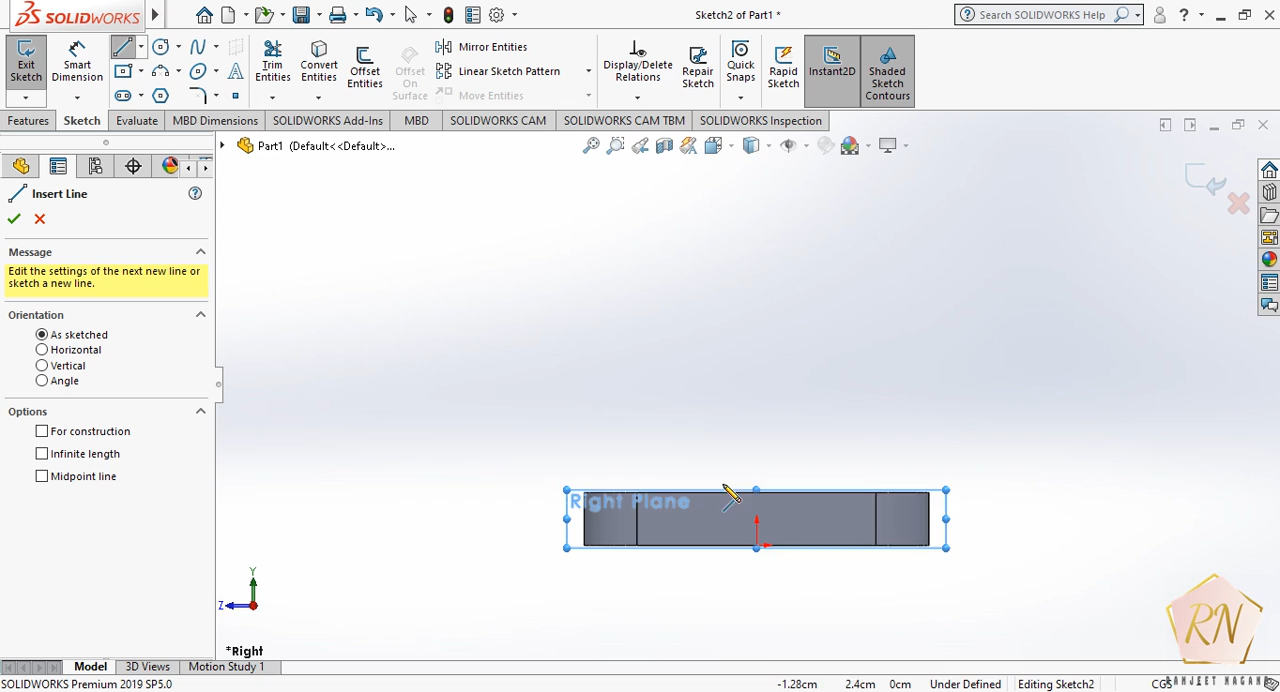 SOLIDWORKS
Sketch2 of Part1 *
Search SOLIDWORKS Help
Exit Sketch
Smart Dimension
Trim Entities
Convert Entities
Offset Entities
Offset On Surface
Mirror Entities
Linear Sketch Pattern
Move Entities
Display/Delete Relations
Repair Sketch
Quick Snaps
Rapid Sketch
Instant2D
Shaded Sketch Contours
Features
Sketch
Evaluate
MBD Dimensions
SOLIDWORKS Add-Ins
MBD
SOLIDWORKS CAM
SOLIDWORKS CAM TBM
SOLIDWORKS Inspection
Part1 (Default<<Default>...
Insert Line
Message
Edit the settings of the next new line or
sketch a new line.
Orientation
As sketched
Horizontal
Vertical
Angle
Options
For construction
Infinite length
Midpoint line
Right Plane
Y
Z
*Right
RN
RANJEET NAGANE
Model
3D Views
Motion Study 1
SOLIDWORKS Premium 2019 SP5.0
-1.28cm
2.4cm
0cm
Under Defined
Editing Sketch2